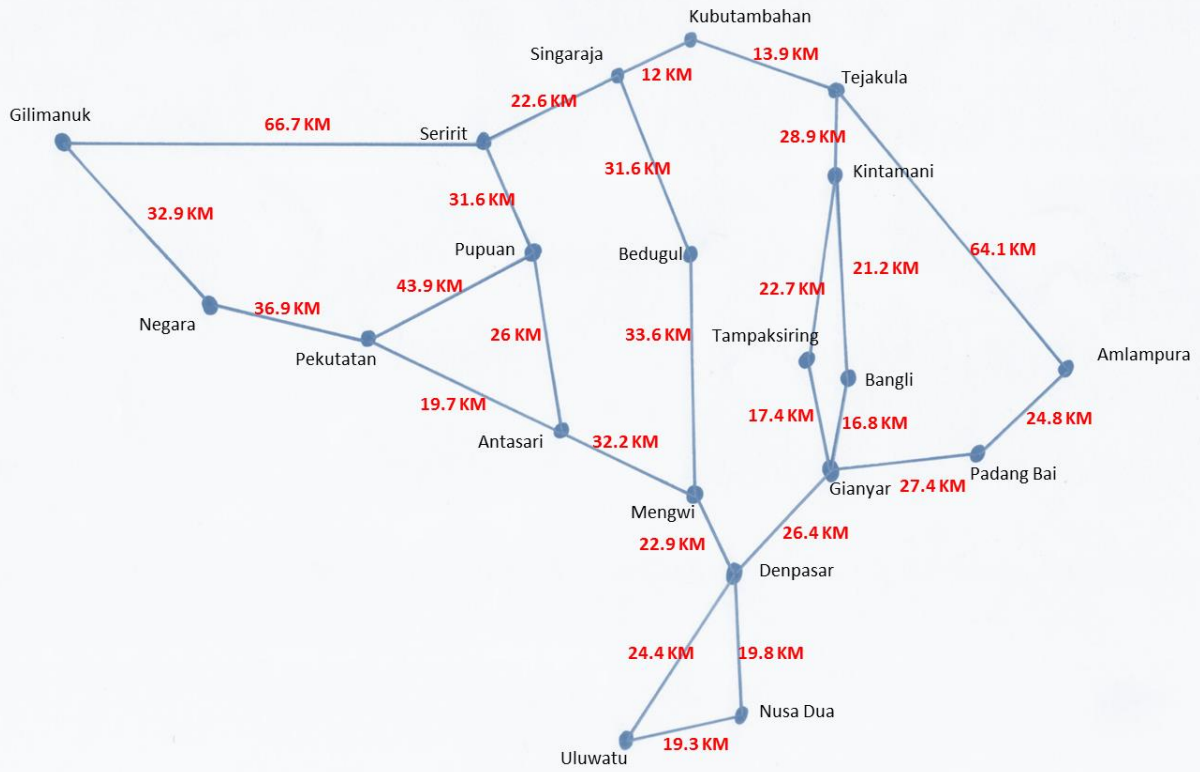 Kubutambahan
Singaraja
13.9 KM
12 KM
Tejakula
22.6 KM
Gilimanuk
66.7 KM
Seririt
28.9 KM
31.6 KM
Kintamani
31.6 KM
32.9 KM
Pupuan
Bedugul
64.1 KM
21.2 KM
43.9 KM
22.7 KM
36.9 KM
Negara
26 KM
33.6 KM
Tampaksiring
Pekutatan
Amlampura
Bangli
19.7 KM
17.4 KM
16.8 KM
24.8 KM
Antasari
32.2 KM
Padang Bai
Gianyar
27.4 KM
Mengwi
26.4 KM
22.9 KM
Denpasar
24.4 KM
19.8 KM
Nusa Dua
19.3 KM
Uluwatu